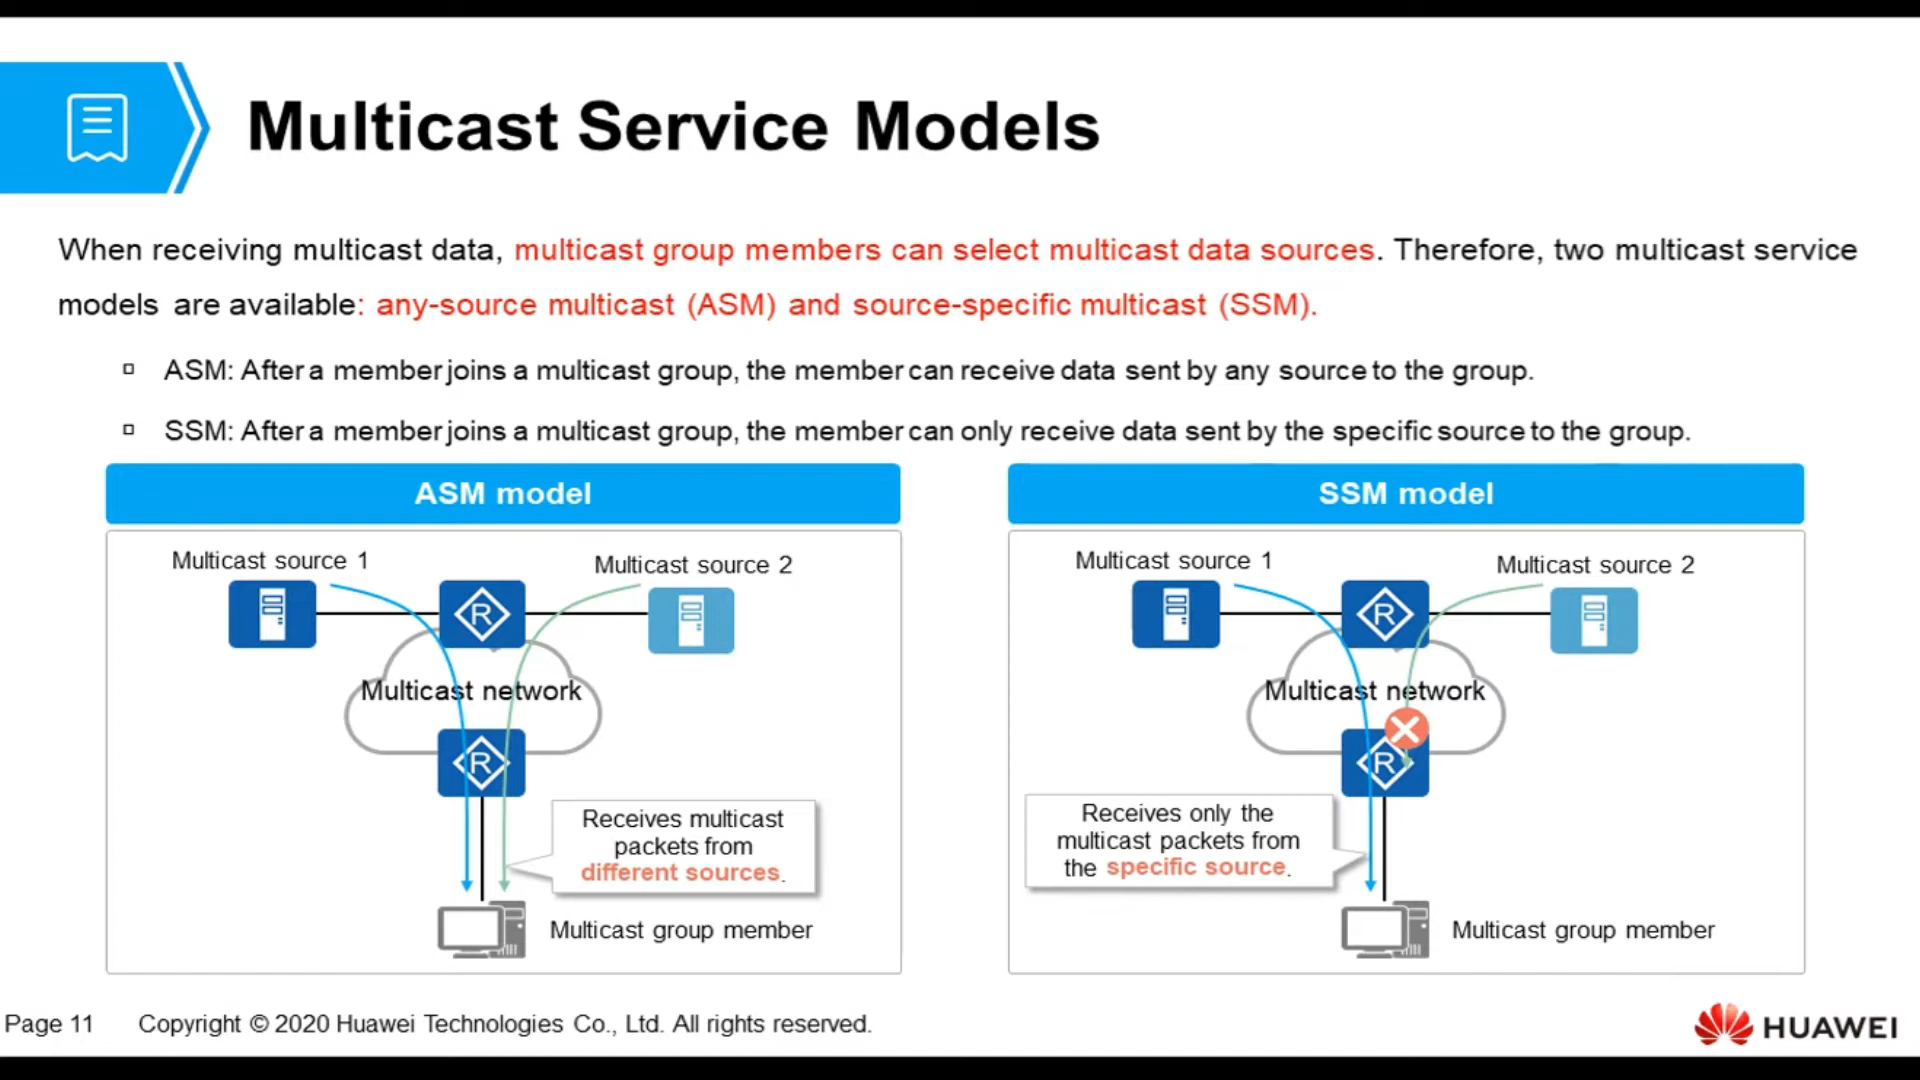 Multicast Service Models
When receiving multicast data, multicast group members can select multicast data sources. Therefore, two multicast service
models are available: any-source multicast (ASM) and source-specific multicast (SSM).
ASM: After a member joins a multicast group, the member can receive data sent by any source to the group.
SSM: After a member joins a multicast group, the member can only receive data sent by the specific source to the group.
ASM model
Multicast source 1
Multicast source 2
R
Multicast network
R
Receives multicast
packets from
different sources.
Multicast group member
SSM model
Multicast source 1
Multicast source 2
R
Multicast network
R
Receives only the
multicast packets from
the specific source.
Multicast group member
Page 11
Copyright © 2020 Huawei Technologies Co., Ltd. All rights reserved.
HUAWEI